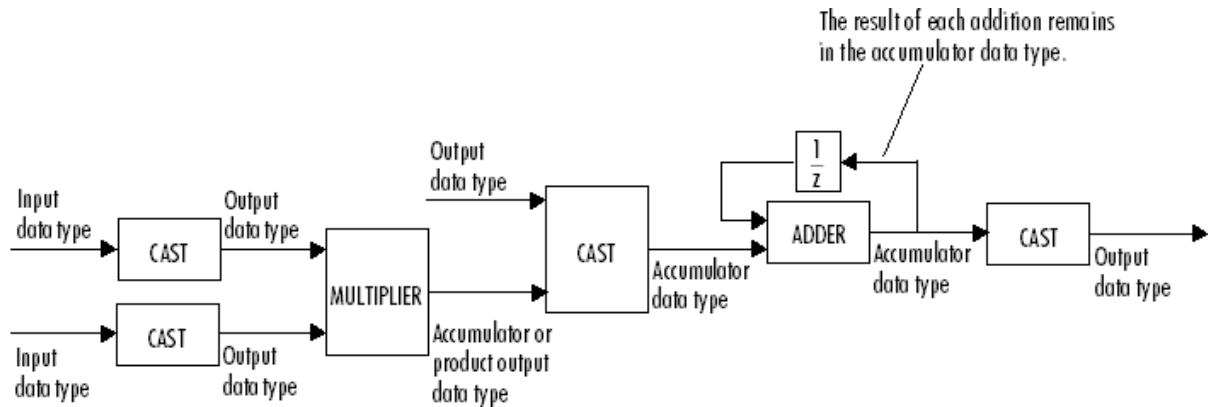 The result of each addition remains
in the accumulator data type.
1
z
Output
data type
Input
data type
Output
data type
CAST
MULTIPLIER
CAST
ADDER
CAST
Accumulator
data type
Accumulator
data type
Output
data type
CAST
Input
data type
Output
data type
Accumulator or
product output
data type